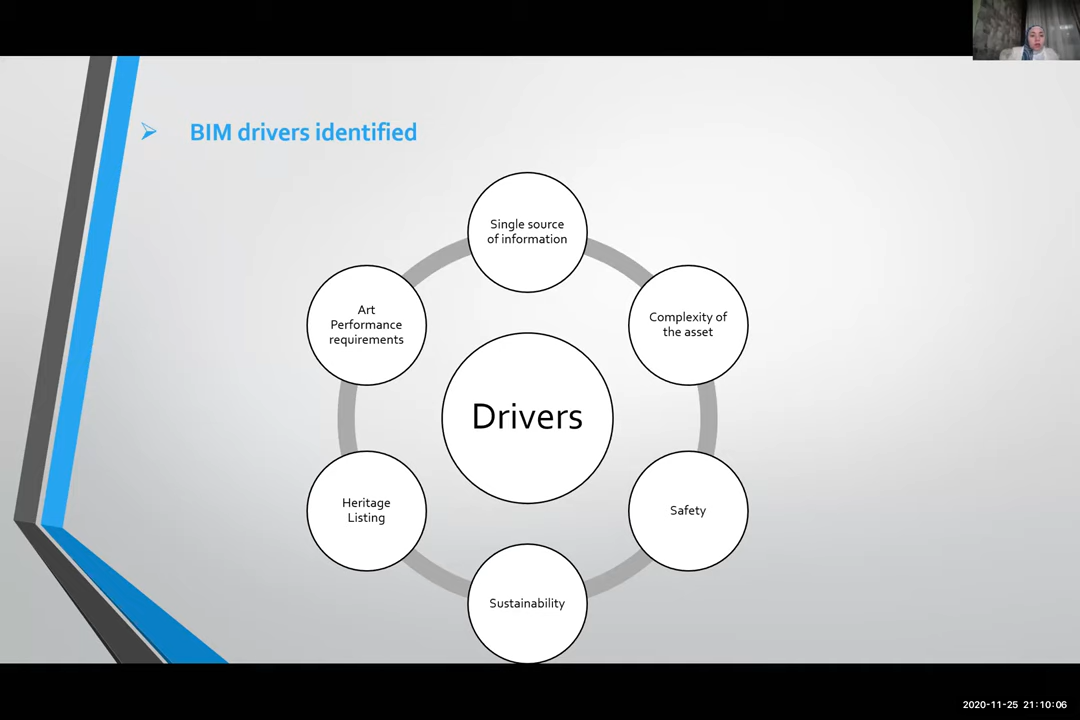 BIM drivers identified
Single source
of information
Complexity of
the asset
Safety
Sustainability
Heritage
Listing
Art
Performance
requirements
Drivers
2020-11-25 21:10:06